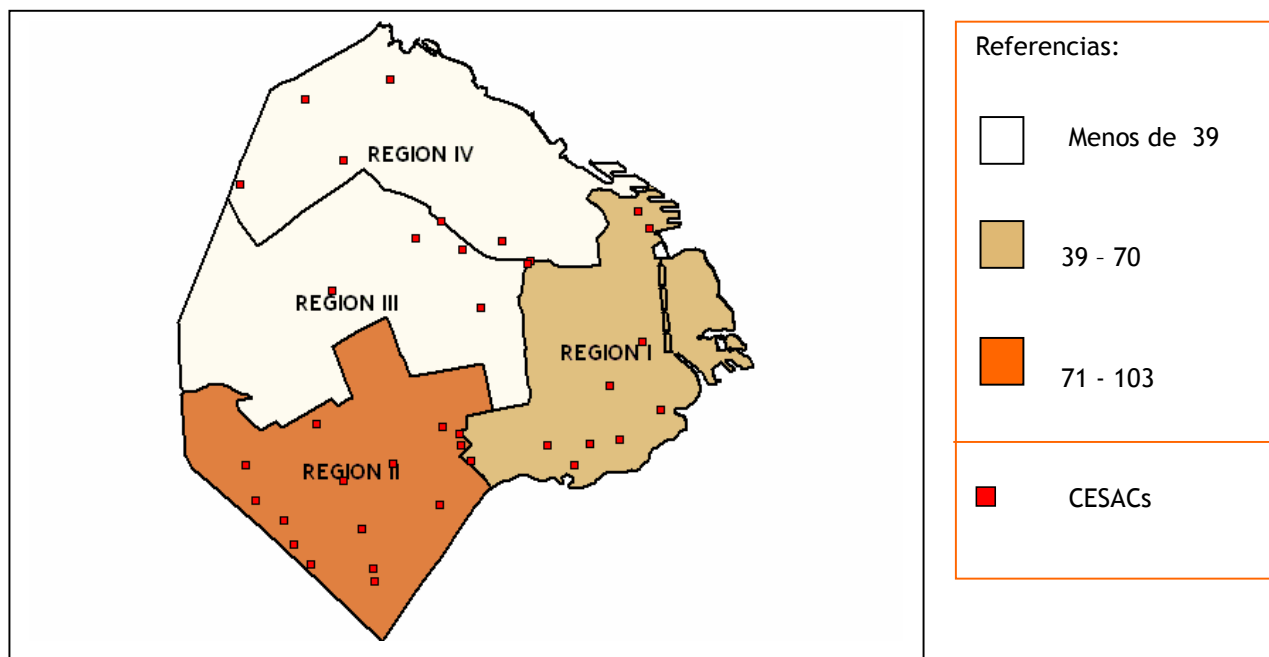 REGION IV
REGION III
REGION I
REGION II
Referencias:
Menos de 39
39 – 70
71 - 103
CESACs